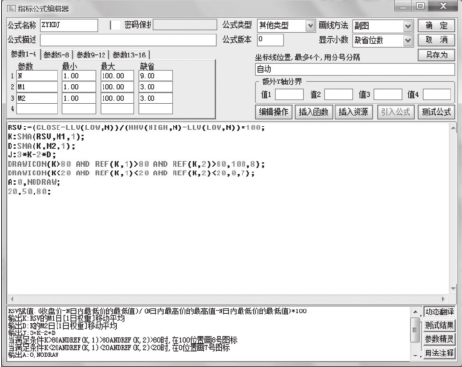 指标公式编辑器
公式名称 ZYKDJ 密码保护 公式类型 其他类型 画线方法 副图 确 定
公式描述 公式版本 0 显示小数 缺省位数 取 消
参数1-4 参数5-8 参数9-12 参数13-16 坐标线位置,最多6个,用分号分隔 另存为
参数 最小 最大 缺省 自动
1 N 1.00 100.00 9.00 额外Y轴分界
2 M1 1.00 100.00 3.00 值1 值2 值3 值4
3 M2 1.00 100.00 3.00
4 编辑操作 插入函数 插入资源 引入公式 测试公式
RSV:=(CLOSE-LLV(LOW,N))/(HHV(HIGH,N)-LLV(LOW,N))*100;
K:SMA(RSV,M1,1);
D:SMA(K,M2,1);
J:3*K-2*D;
DRAWICON(K>80 AND REF(K,1)>80 AND REF(K,2)>80,100,8);
DRAWICON(K<20 AND REF(K,1)<20 AND REF(K,2)<20,0,7);
A:0,NODRAW;
20,50,80;
RSV赋值:(收盘价-N日内最低价的最低值)/(N日内最高价的最高值-N日内最低价的最低值)*100
输出K:RSV的M1日[1日权重]移动平均
输出D:K的M2日[1日权重]移动平均
输出J:3*K-2*D
当满足条件K>80ANDREF(K,1)>80ANDREF(K,2)>80时,在100位置画8号图标
当满足条件K<20ANDREF(K,1)<20ANDREF(K,2)<20时,在0位置画7号图标
输出A:0,NODRAW
动态翻译
测试结果
参数精灵
用法注释